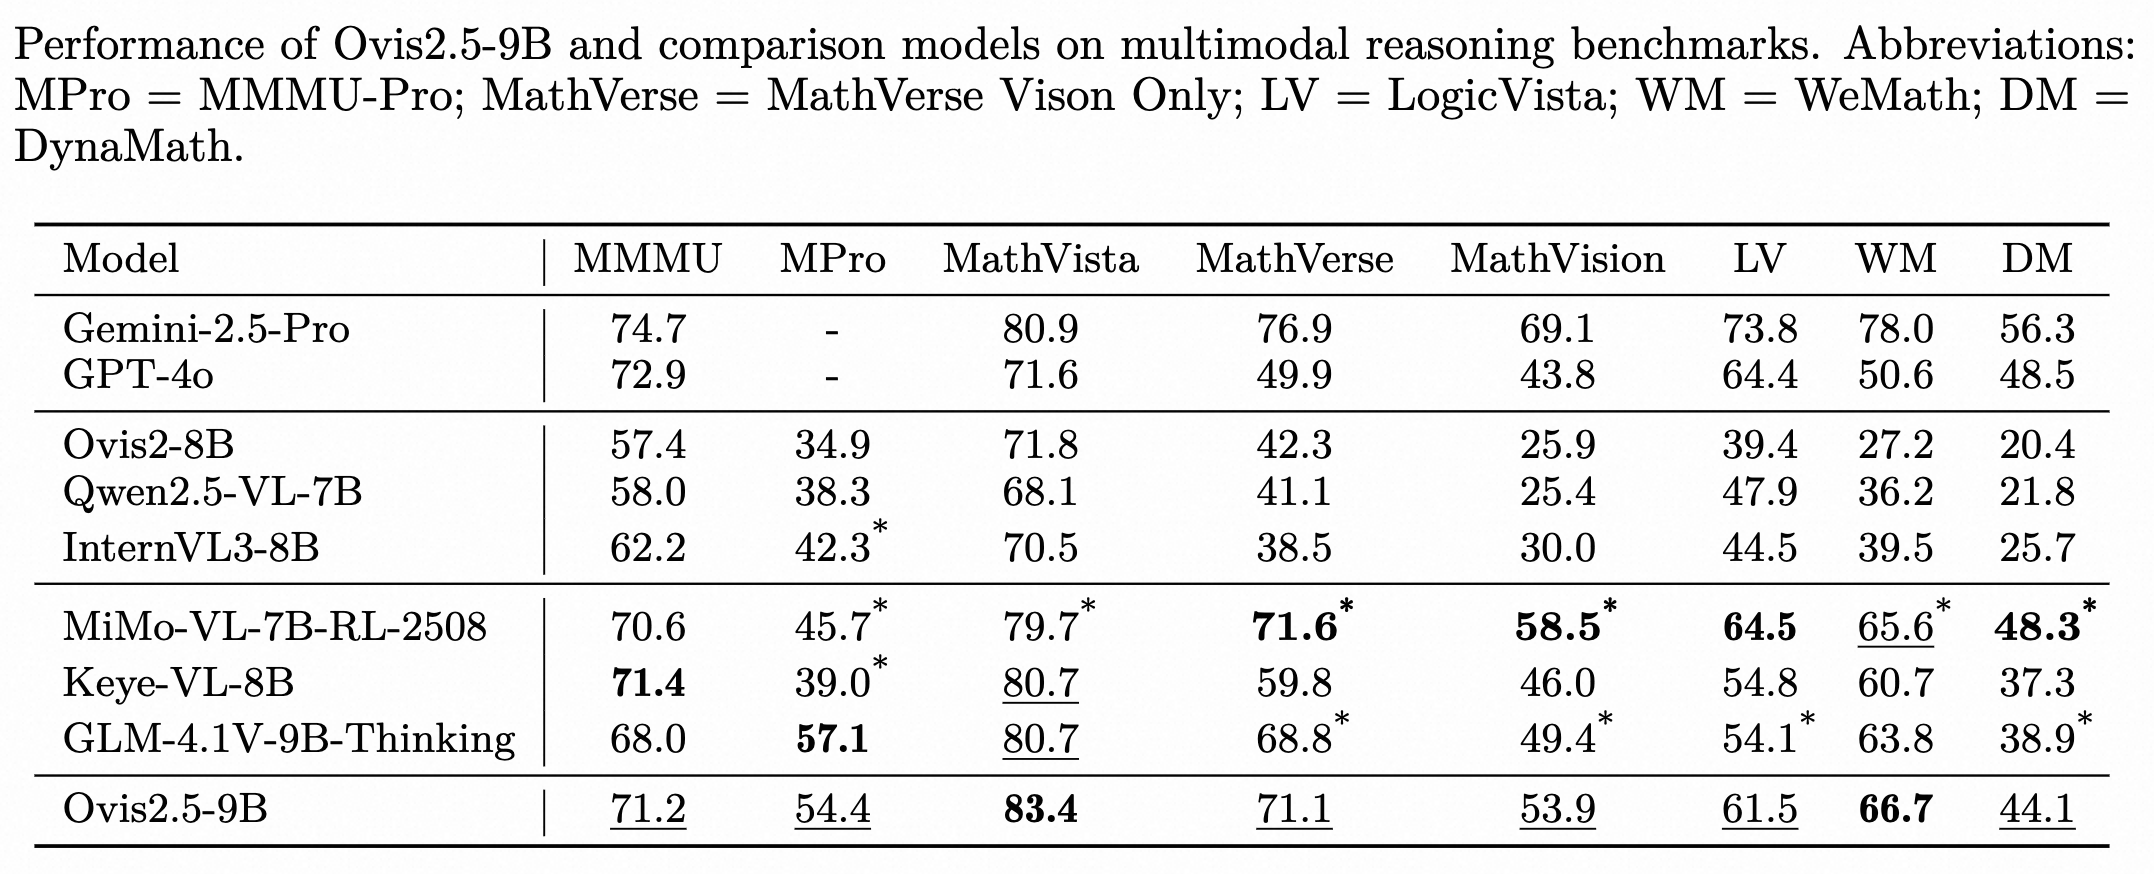 Performance of Ovis2.5-9B and comparison models on multimodal reasoning benchmarks. Abbreviations:
MPro = MMMU-Pro; MathVerse = MathVerse Vison Only; LV = LogicVista; WM = WeMath; DM =
DynaMath.
Model MMMU MPro MathVista MathVerse MathVision LV WM DM
Gemini-2.5-Pro 74.7 - 80.9 76.9 69.1 73.8 78.0 56.3
GPT-4o 72.9 - 71.6 49.9 43.8 64.4 50.6 48.5
Ovis2-8B 57.4 34.9 71.8 42.3 25.9 39.4 27.2 20.4
Qwen2.5-VL-7B 58.0 38.3 68.1 41.1 25.4 47.9 36.2 21.8
InternVL3-8B 62.2 42.3* 70.5 38.5 30.0 44.5 39.5 25.7
MiMo-VL-7B-RL-2508 70.6 45.7* 79.7* 71.6* 58.5* 64.5 65.6* 48.3*
Keye-VL-8B 71.4 39.0* 80.7 59.8 46.0 54.8 60.7 37.3
GLM-4.1V-9B-Thinking 68.0 57.1 80.7 68.8* 49.4* 54.1* 63.8 38.9*
Ovis2.5-9B 71.2 54.4 83.4 71.1 53.9 61.5 66.7 44.1